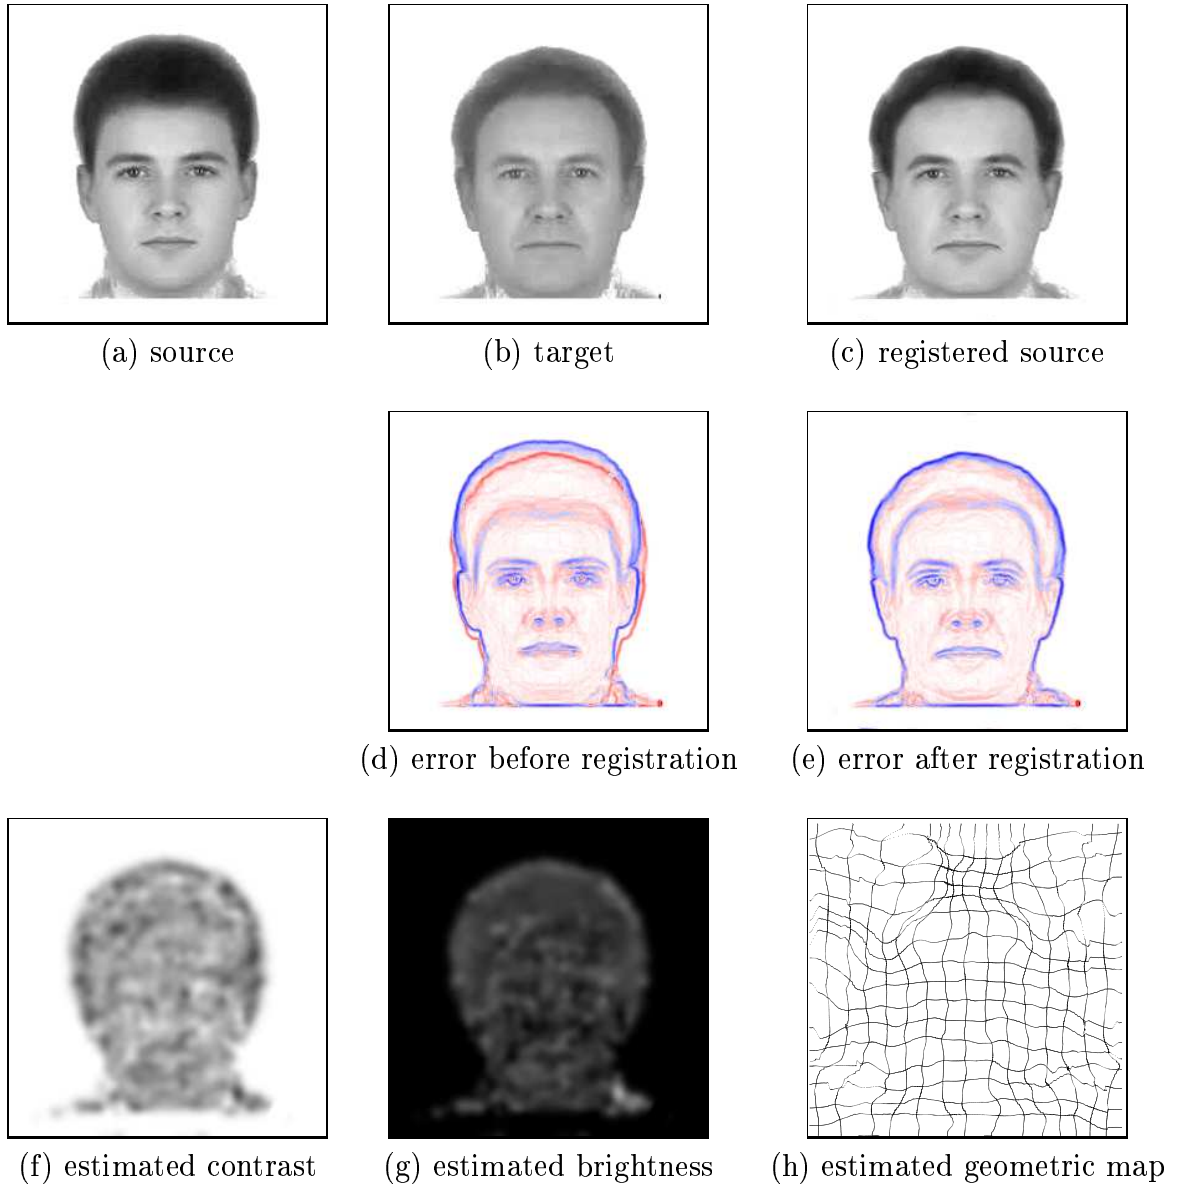 (a) source
(b) target
(c) registered source
(d) error before registration
(e) error after registration
(f) estimated contrast
(g) estimated brightness
(h) estimated geometric map